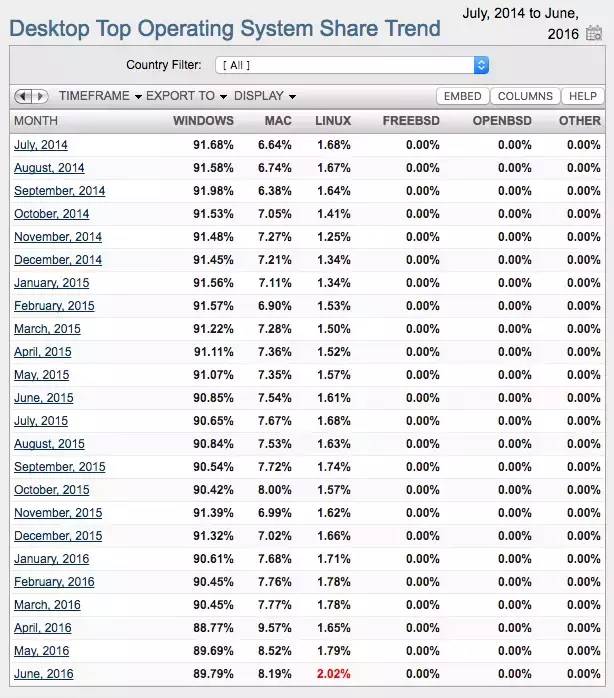 Desktop Top Operating System Share Trend
July, 2014 to June,
2016
Country Filter: [ All ]
TIMEFRAME EXPORT TO DISPLAY EMBED COLUMNS HELP
MONTH WINDOWS MAC LINUX FREEBSD OPENBSD OTHER
July, 2014 91.68% 6.64% 1.68% 0.00% 0.00% 0.00%
August, 2014 91.58% 6.74% 1.67% 0.00% 0.00% 0.00%
September, 2014 91.98% 6.38% 1.64% 0.00% 0.00% 0.00%
October, 2014 91.53% 7.05% 1.41% 0.00% 0.00% 0.00%
November, 2014 91.48% 7.27% 1.25% 0.00% 0.00% 0.00%
December, 2014 91.45% 7.21% 1.34% 0.00% 0.00% 0.00%
January, 2015 91.56% 7.11% 1.34% 0.00% 0.00% 0.00%
February, 2015 91.57% 6.90% 1.53% 0.00% 0.00% 0.00%
March, 2015 91.22% 7.28% 1.50% 0.00% 0.00% 0.00%
April, 2015 91.11% 7.36% 1.52% 0.00% 0.00% 0.00%
May, 2015 91.07% 7.35% 1.57% 0.00% 0.00% 0.00%
June, 2015 90.85% 7.54% 1.61% 0.00% 0.00% 0.00%
July, 2015 90.65% 7.67% 1.68% 0.00% 0.00% 0.00%
August, 2015 90.84% 7.53% 1.63% 0.00% 0.00% 0.00%
September, 2015 90.54% 7.72% 1.74% 0.00% 0.00% 0.00%
October, 2015 90.42% 8.00% 1.57% 0.00% 0.00% 0.00%
November, 2015 91.39% 6.99% 1.62% 0.00% 0.00% 0.00%
December, 2015 91.32% 7.02% 1.66% 0.00% 0.00% 0.00%
January, 2016 90.61% 7.68% 1.71% 0.00% 0.00% 0.00%
February, 2016 90.45% 7.76% 1.78% 0.00% 0.00% 0.00%
March, 2016 90.45% 7.77% 1.78% 0.00% 0.00% 0.00%
April, 2016 88.77% 9.57% 1.65% 0.00% 0.00% 0.00%
May, 2016 89.69% 8.52% 1.79% 0.00% 0.00% 0.00%
June, 2016 89.79% 8.19% 2.02% 0.00% 0.00% 0.00%